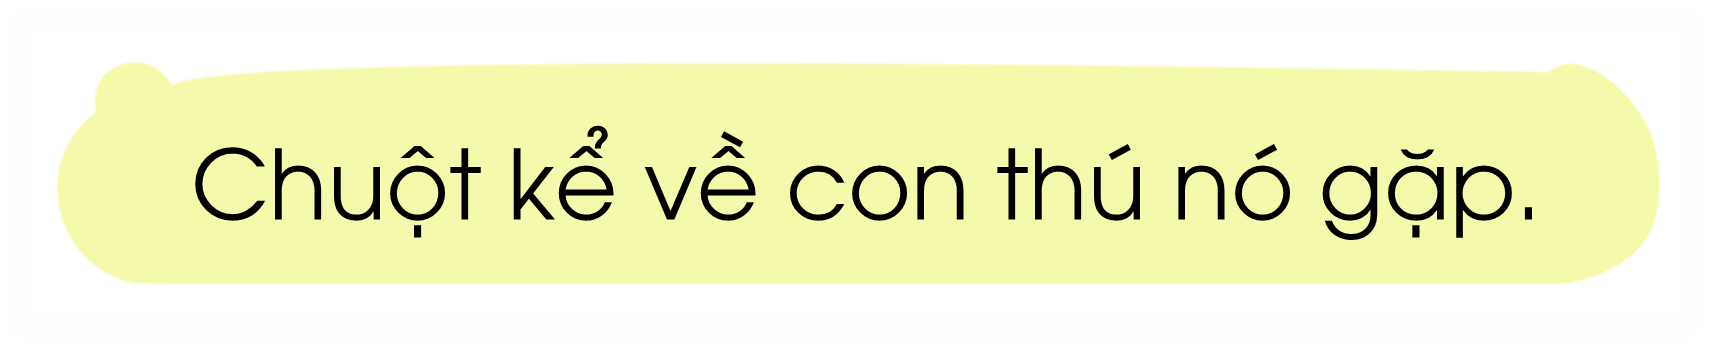 Chuột kể về con thú nó gặp.